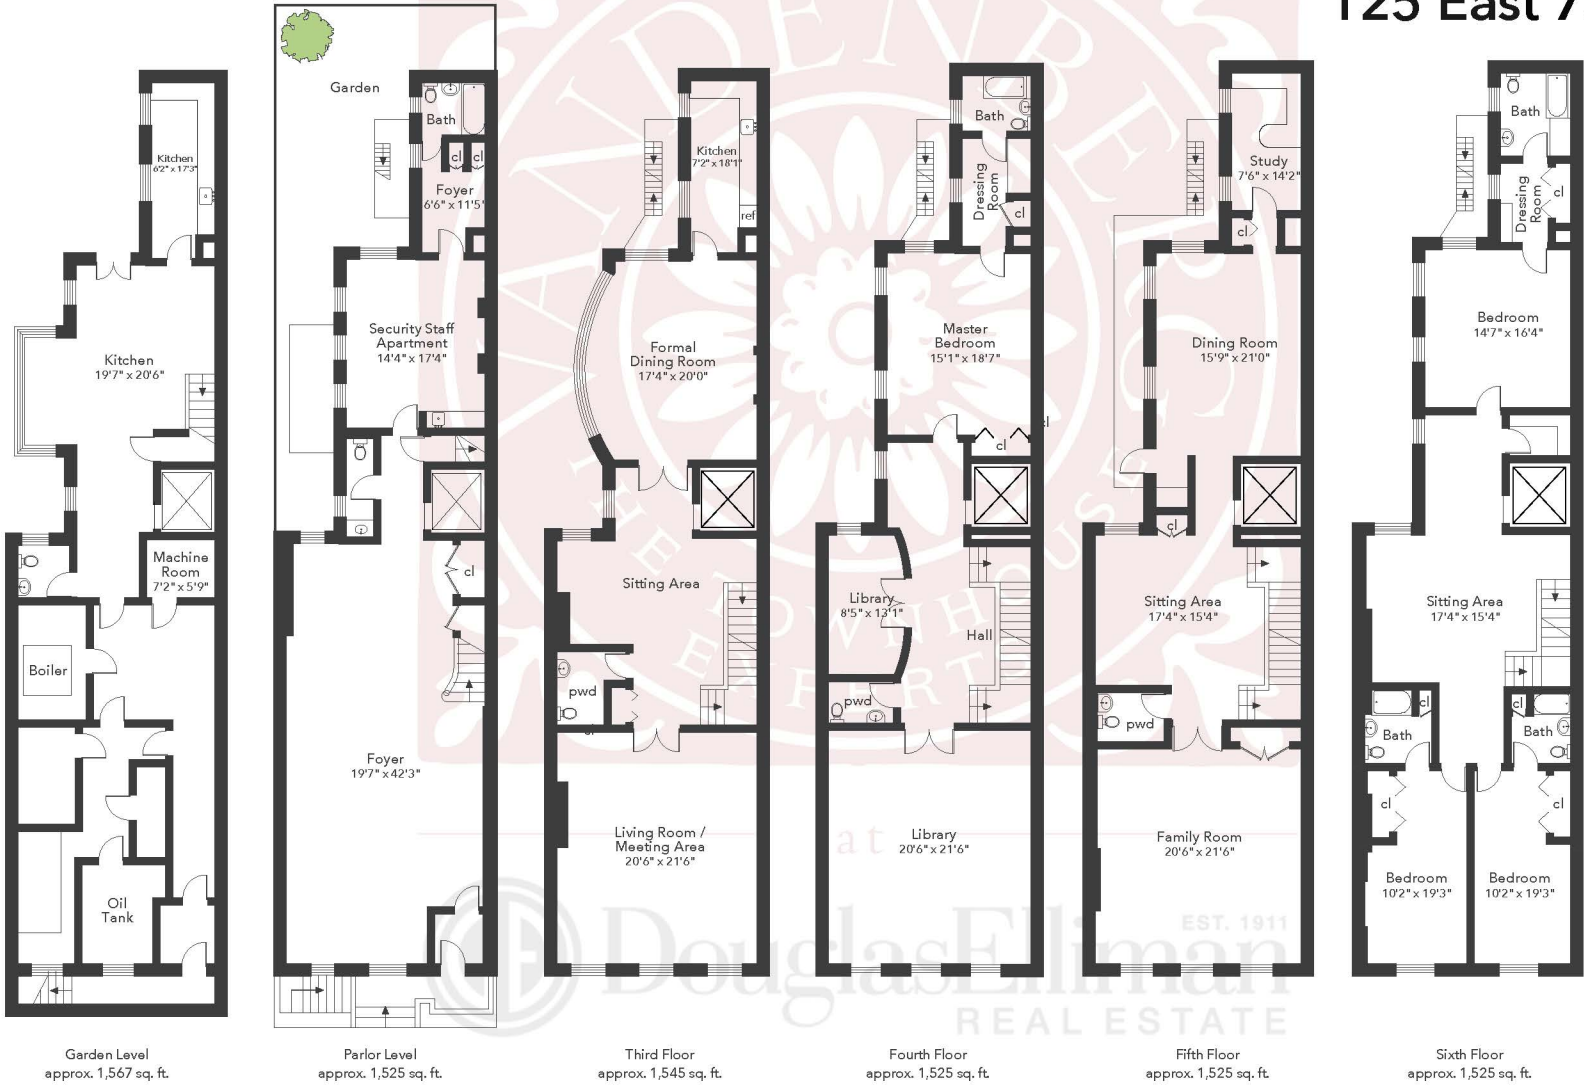 125 East 7
Kitchen
6'2" x 17'3"
Kitchen
19'7" x 20'6"
Machine
Room
7'2" x 5'9"
Boiler
Oil
Tank
Garden Level
approx. 1,567 sq. ft.
Garden
Bath
cl
cl
Foyer
6'6" x 11'5"
Security Staff
Apartment
14'4" x 17'4"
cl
Foyer
19'7" x 42'3"
Parlor Level
approx. 1,525 sq. ft.
Kitchen
7'2" x 18'1"
ref
Formal
Dining Room
17'4" x 20'0"
Sitting Area
pwd
cl
Living Room /
Meeting Area
20'6" x 21'6"
Third Floor
approx. 1,545 sq. ft.
Bath
Dressing
Room
cl
Master
Bedroom
15'1" x 18'7"
cl
cl
Library
8'5" x 13'1"
Hall
pwd
Library
20'6" x 21'6"
Fourth Floor
approx. 1,525 sq. ft.
Study
7'6" x 14'2"
cl
Dining Room
15'9" x 21'0"
cl
Sitting Area
17'4" x 15'4"
pwd
Family Room
20'6" x 21'6"
Fifth Floor
approx. 1,525 sq. ft.
Bath
Dressing
Room
cl
Bedroom
14'7" x 16'4"
Sitting Area
17'4" x 15'4"
cl
cl
Bath
Bath
cl
cl
Bedroom
10'2" x 19'3"
Bedroom
10'2" x 19'3"
Sixth Floor
approx. 1,525 sq. ft.
VANDENBERG
THE TOWNHOUSE
EXPERTS
at
DouglasElliman
EST. 1911
REAL ESTATE